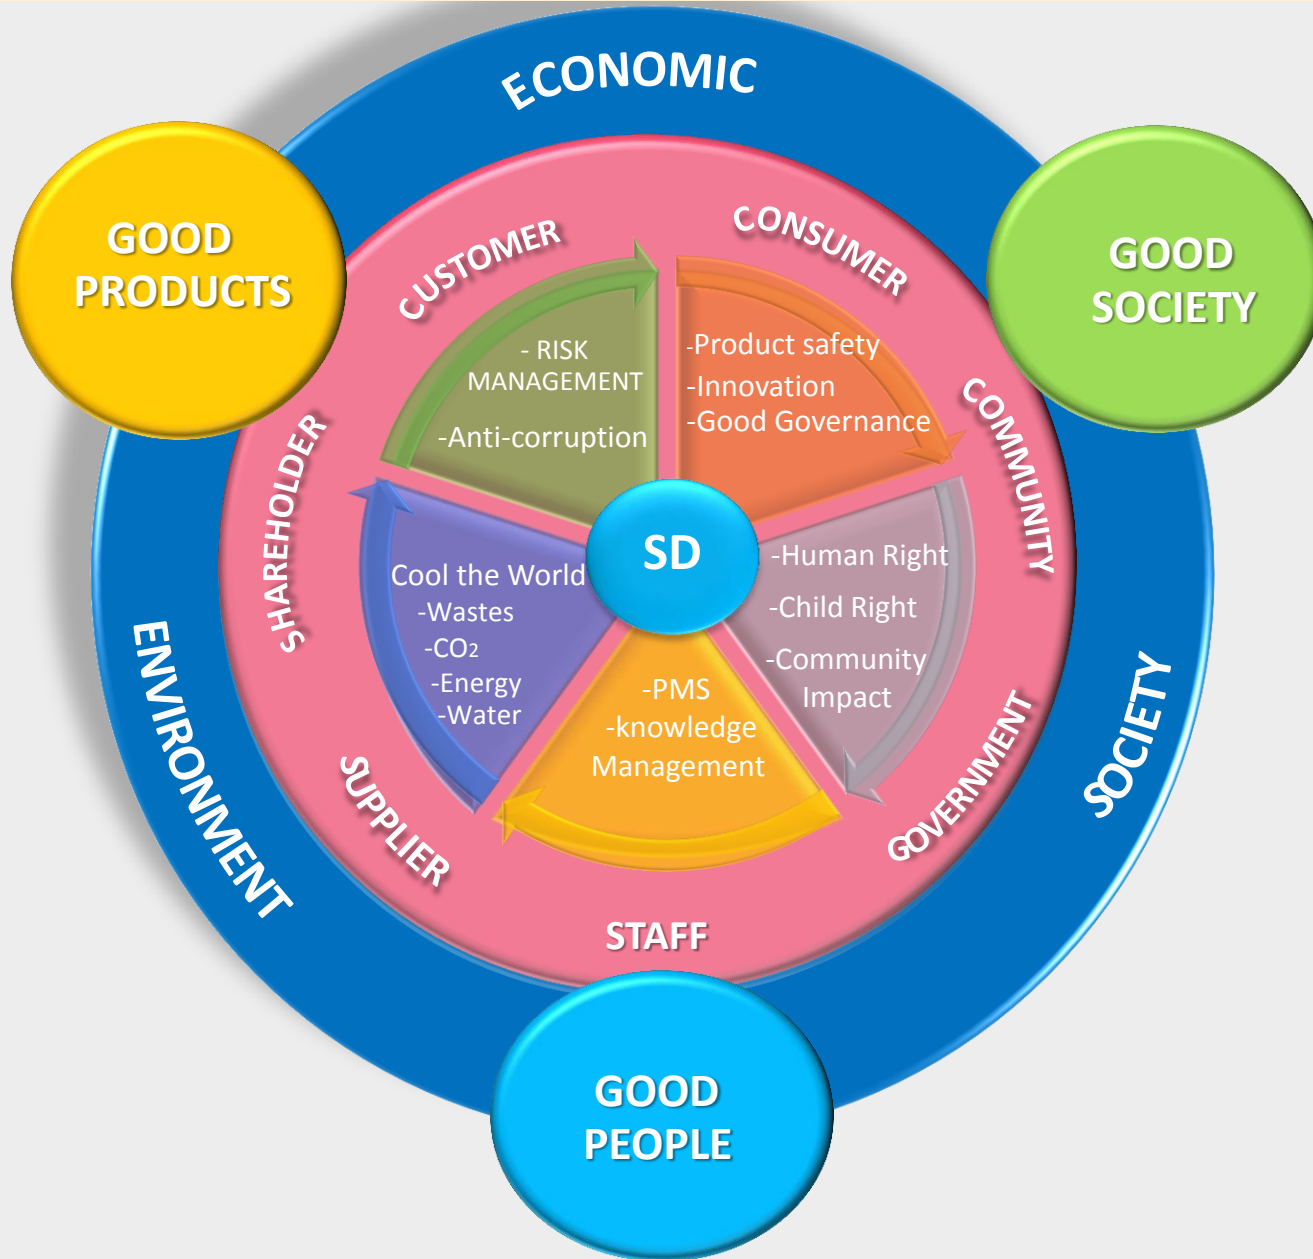 ECONOMIC
GOOD
PRODUCTS
GOOD
SOCIETY
CUSTOMER
CONSUMER
COMMUNITY
SHAREHOLDER
- RISK
MANAGEMENT
-Anti-corruption
-Product safety
-Innovation
-Good Governance
SD
Cool the World
-Wastes
-CO2
-Energy
-Water
-Human Right
-Child Right
-Community
Impact
-PMS
-knowledge
Management
ENVIRONMENT
SOCIETY
SUPPLIER
GOVERNMENT
STAFF
GOOD
PEOPLE